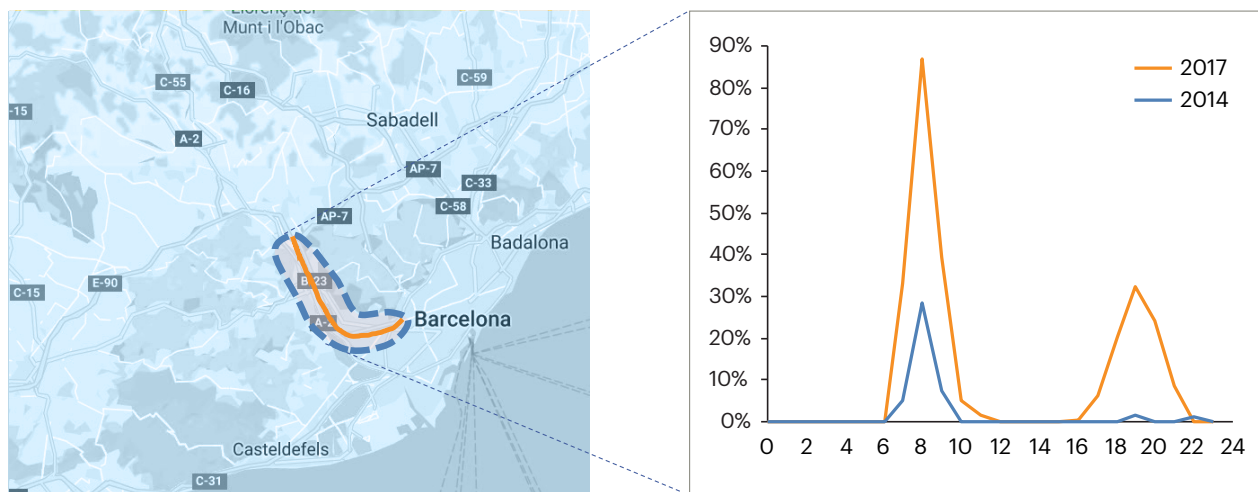 Munt i l'Obac
C-55
C-59
C-16
-15
Sabadell
A-2
AP-7
C-33
C-58
AP-7
Badalona
E-90
B-23
C-15
A-2
Barcelona
Casteldefels
C-31
90%
80%
70%
60%
50%
40%
30%
20%
10%
0%
0 2 4 6 8 10 12 14 16 18 20 22 24
2017
2014